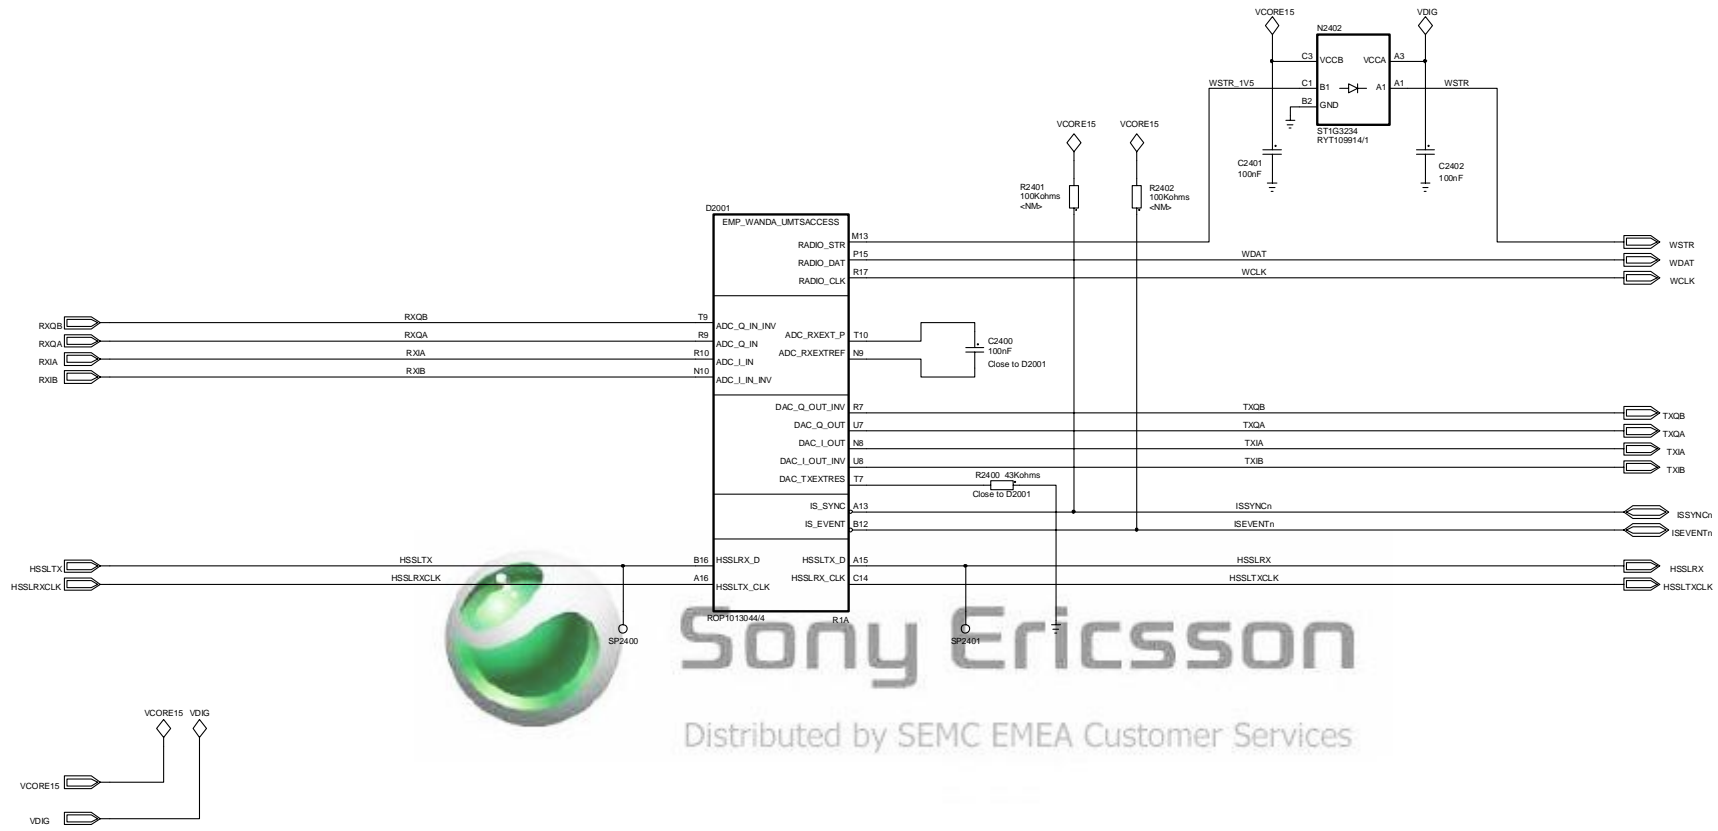 VCORE15
VDIG
N2402
C3
VCCB
VCCA
A3
WSTR_1V5
C1
B1
A1
A1
WSTR
B2
GND
ST1G3234
RYT109914/1
C2401
100nF
C2402
100nF
VCORE15
VCORE15
R2401
100Kohms
<NM>
R2402
100Kohms
<NM>
D2001
EMP_WANDA_UMTSACCESS
RADIO_STR
M13
WSTR
RADIO_DAT
P15
WDAT
WDAT
RADIO_CLK
R17
WCLK
WCLK
RXQB
RXQB
T9
ADC_Q_IN_INV
RXQA
RXQA
R9
ADC_Q_IN
RXIA
RXIA
R10
ADC_I_IN
RXIB
RXIB
N10
ADC_I_IN_INV
ADC_RXEXT_P
T10
ADC_RXEXTREF
N9
C2400
100nF
Close to D2001
DAC_Q_OUT_INV
R7
TXQB
TXQB
DAC_Q_OUT
U7
TXQA
TXQA
DAC_I_OUT
N8
TXIA
TXIA
DAC_I_OUT_INV
U8
TXIB
TXIB
DAC_TXEXTRES
T7
R2400 43Kohms
Close to D2001
IS_SYNC
A13
ISSYNCn
ISSYNCn
IS_EVENT
B12
ISEVENTn
ISEVENTn
HSSLTX
HSSLTX
B16
HSSLRX_D
HSSLTX_D
A15
HSSLRX
HSSLRX
HSSLRXCLK
HSSLRXCLK
A16
HSSLTX_CLK
HSSLRX_CLK
C14
HSSLTXCLK
HSSLTXCLK
ROP1013044/4
R1A
SP2400
SP2401
Sony Ericsson
Distributed by SEMC EMEA Customer Services
VCORE15
VDIG
VCORE15
VDIG